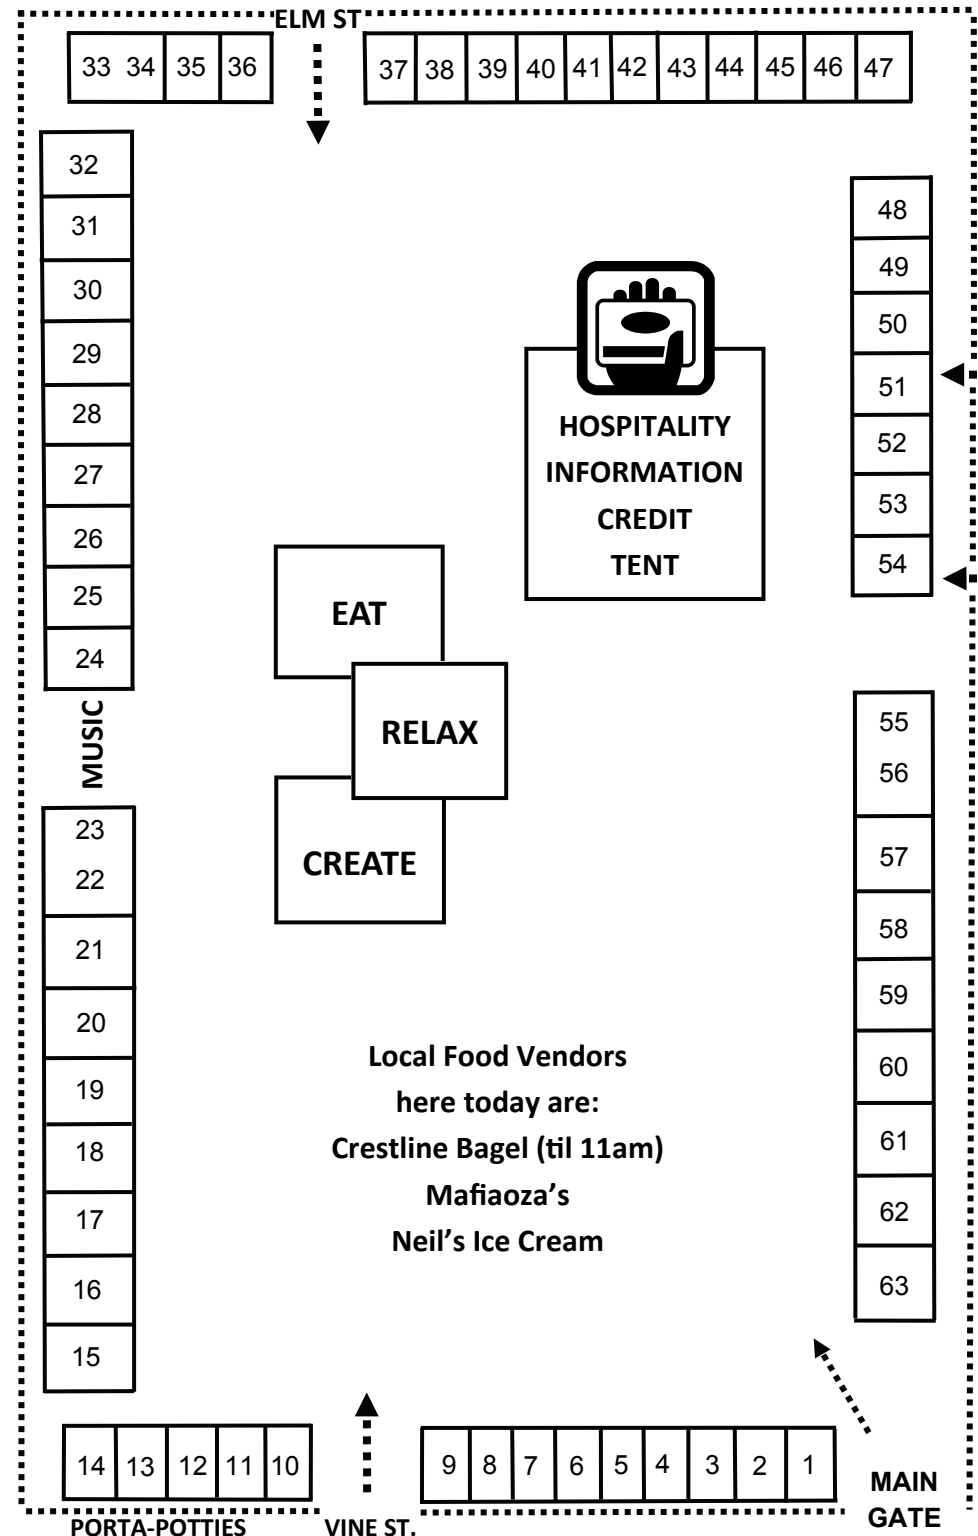 ELM ST
33 34 35 36
37 38 39 40 41 42 43 44 45 46 47
32
31
30
29
28
27
26
25
24
MUSIC
23
22
21
20
19
18
17
16
15
48
49
50
51
52
53
54
HOSPITALITY
INFORMATION
CREDIT
TENT
EAT
RELAX
CREATE
55
56
57
58
59
60
61
62
63
Local Food Vendors
here today are:
Crestline Bagel (til 11am)
Mafiaoza’s
Neil’s Ice Cream
14 13 12 11 10
9 8 7 6 5 4 3 2 1
MAIN
GATE
PORTA-POTTIES
VINE ST.